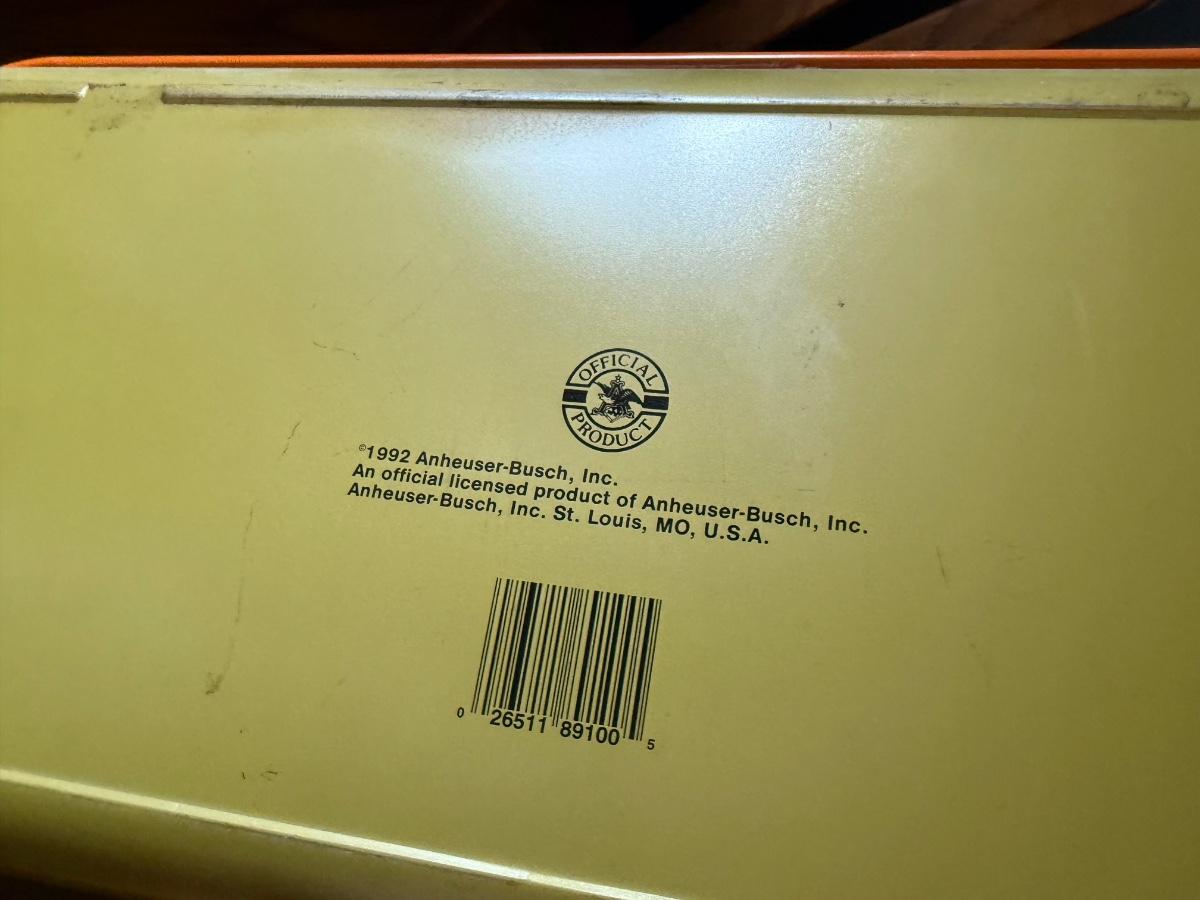 OFFICIAL
PRODUCT
©1992 Anheuser-Busch, Inc.
An official licensed product of Anheuser-Busch, Inc.
Anheuser-Busch, Inc. St. Louis, MO, U.S.A.
0 26511 89100 5